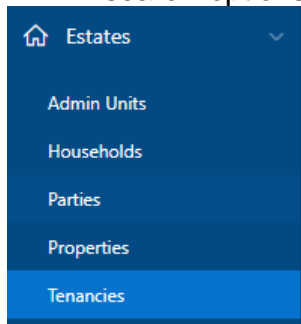 Estates
Admin Units
Households
Parties
Properties
Tenancies